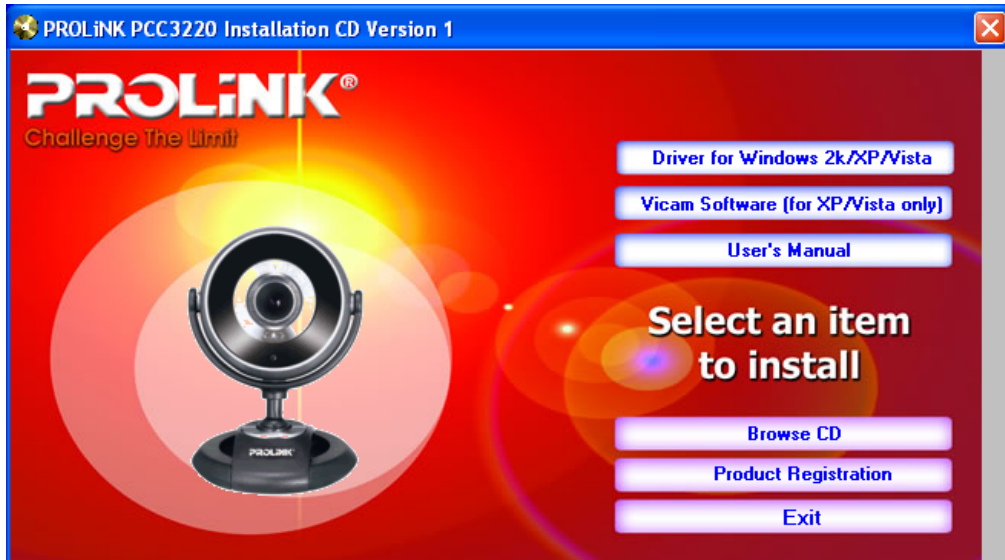 PROLiNK PCC3220 Installation CD Version 1
PROLiNK®
Challenge The Limit
Driver for Windows 2k/XP/Vista
Vicam Software (for XP/Vista only)
User's Manual
Select an item
to install
PROLiNK
Browse CD
Product Registration
Exit